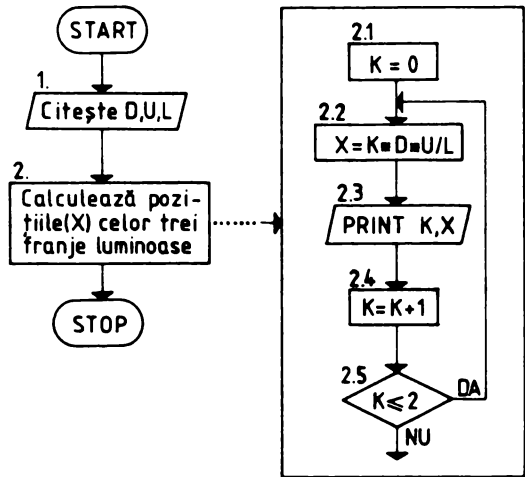 START
1.
Citește D,U,L
2.
Calculează pozi-
țiile(X) celor trei
franje luminoase
STOP
2.1
K = 0
2.2
X=K*D*U/L
2.3
PRINT K,X
2.4
K=K+1
2.5
K≤2
DA
NU